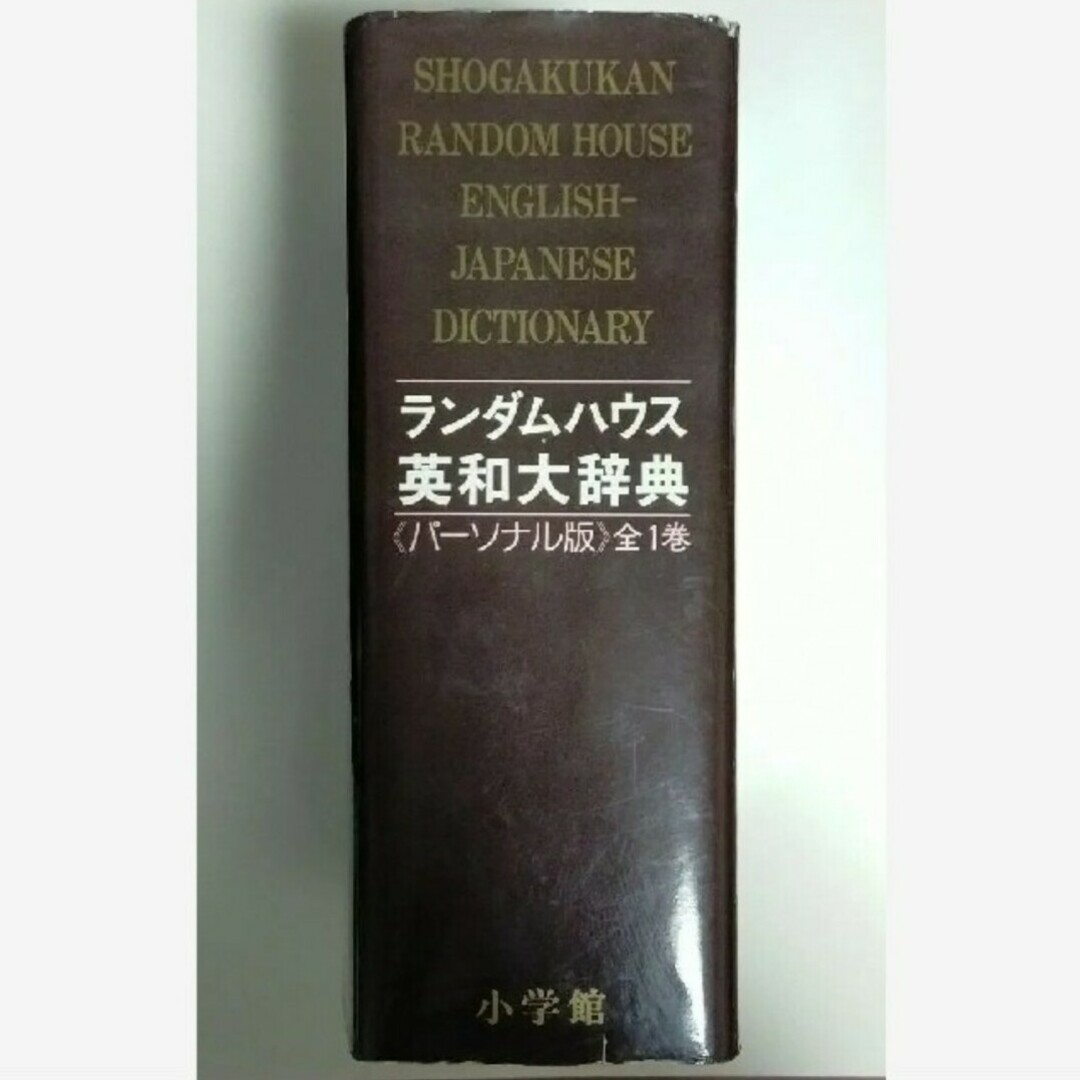 SHOGAKUKAN
RANDOM HOUSE
ENGLISH-
JAPANESE
DICTIONARY
ランダムハウス
英和大辞典
《パーソナル版》全1巻
小学館